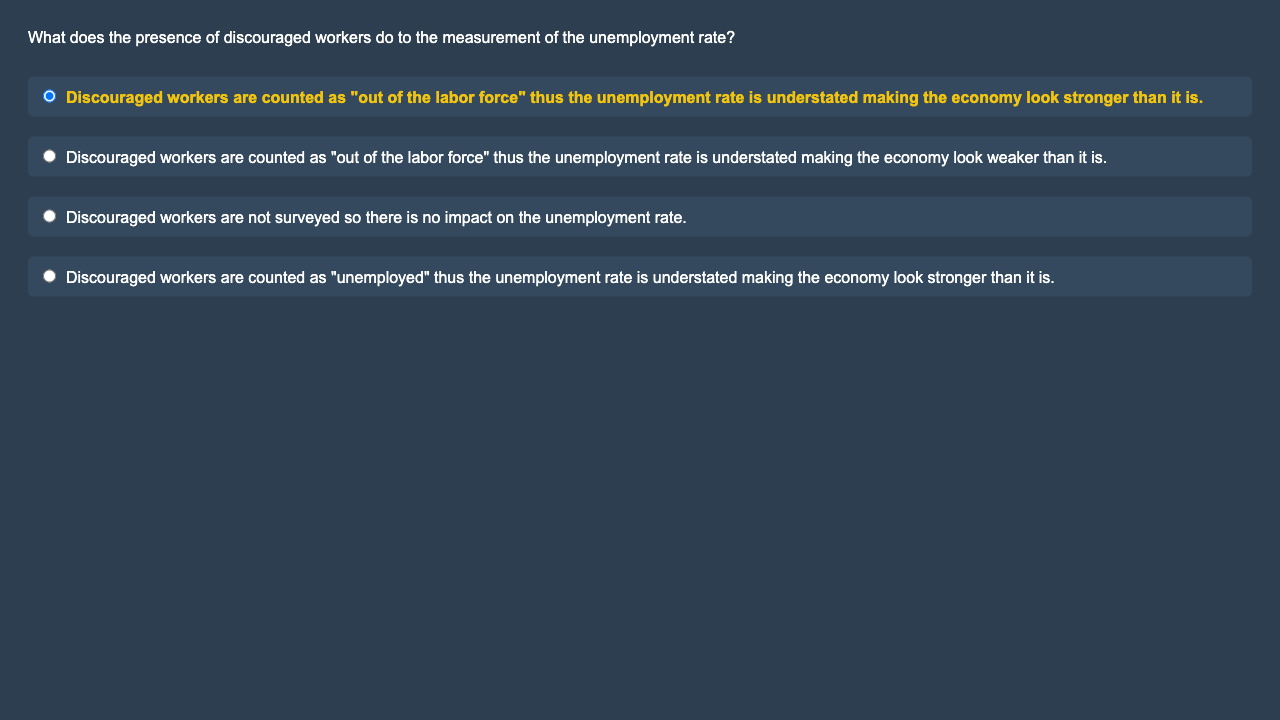 What does the presence of discouraged workers do to the measurement of the unemployment rate?
Discouraged workers are counted as "out of the labor force" thus the unemployment rate is understated making the economy look stronger than it is.
Discouraged workers are counted as "out of the labor force" thus the unemployment rate is understated making the economy look weaker than it is.
Discouraged workers are not surveyed so there is no impact on the unemployment rate.
Discouraged workers are counted as "unemployed" thus the unemployment rate is understated making the economy look stronger than it is.